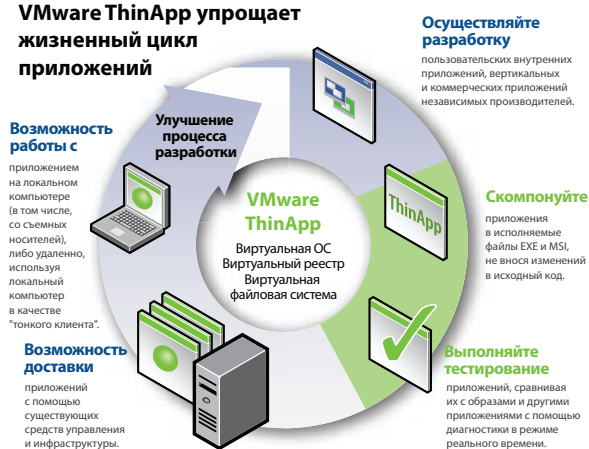 VMware ThinApp упрощает
жизненный цикл
приложений
Осуществляйте
разработку
пользовательских внутренних
приложений, вертикальных
и коммерческих приложений
независимых производителей.
Улучшение
процесса
разработки
Возможность
работы с
приложением
на локальном
компьютере
(в том числе,
со съемных
носителей),
либо удаленно,
используя
локальный
компьютер
в качестве
"тонкого клиента".
VMware
ThinApp
Виртуальная ОС
Виртуальный реестр
Виртуальная
файловая система
ThinApp
Скомпонуйте
приложения
в исполняемые
файлы EXE и MSI,
не внося изменений
в исходный код.
Выполняйте
тестирование
приложений, сравнивая
их с образами и другими
приложениями с помощью
диагностики в режиме
реального времени.
Возможность
доставки
приложений
с помощью
существующих
средств управления
и инфраструктуры.